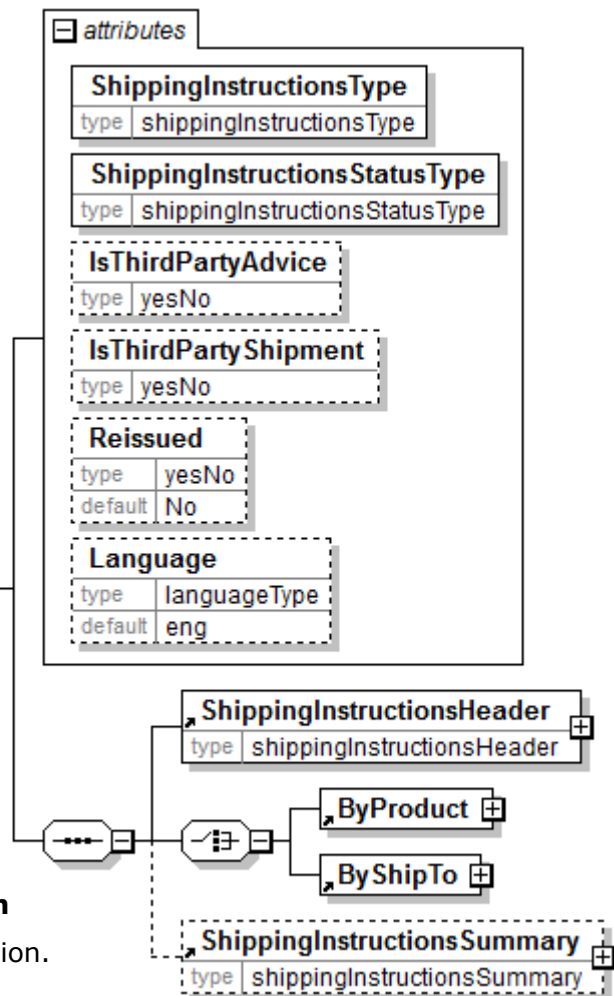 attributes
ShippingInstructionsType
type shippingInstructionsType
ShippingInstructionsStatusType
type shippingInstructionsStatusType
IsThirdPartyAdvice
type yesNo
IsThirdPartyShipment
type yesNo
Reissued
type yesNo
default No
Language
type languageType
default eng
ShippingInstructionsHeader
type shippingInstructionsHeader
ByProduct
ByShipTo
n
ion.
ShippingInstructionsSummary
type shippingInstructionsSummary